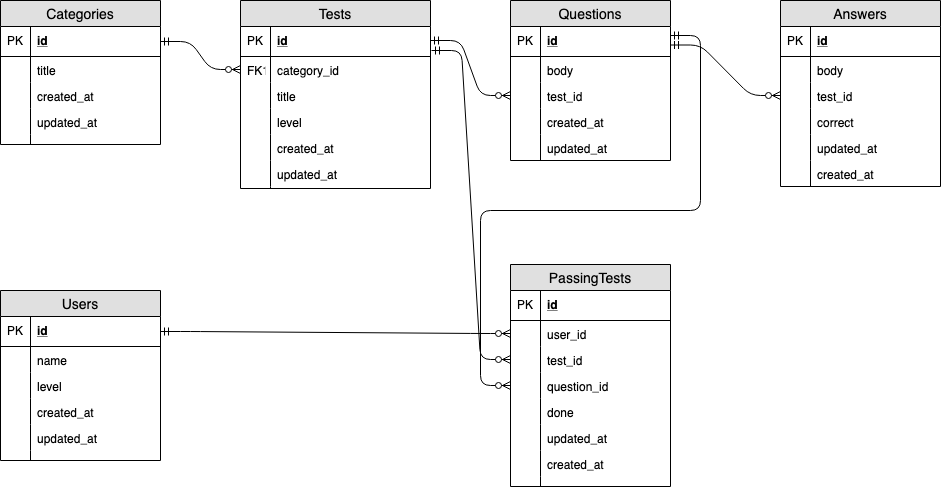 Categories
PK id
title
created_at
updated_at
Tests
PK id
FK1 category_id
title
level
created_at
updated_at
Questions
PK id
body
test_id
created_at
updated_at
Answers
PK id
body
test_id
correct
updated_at
created_at
Users
PK id
name
level
created_at
updated_at
PassingTests
PK id
user_id
test_id
question_id
done
updated_at
created_at